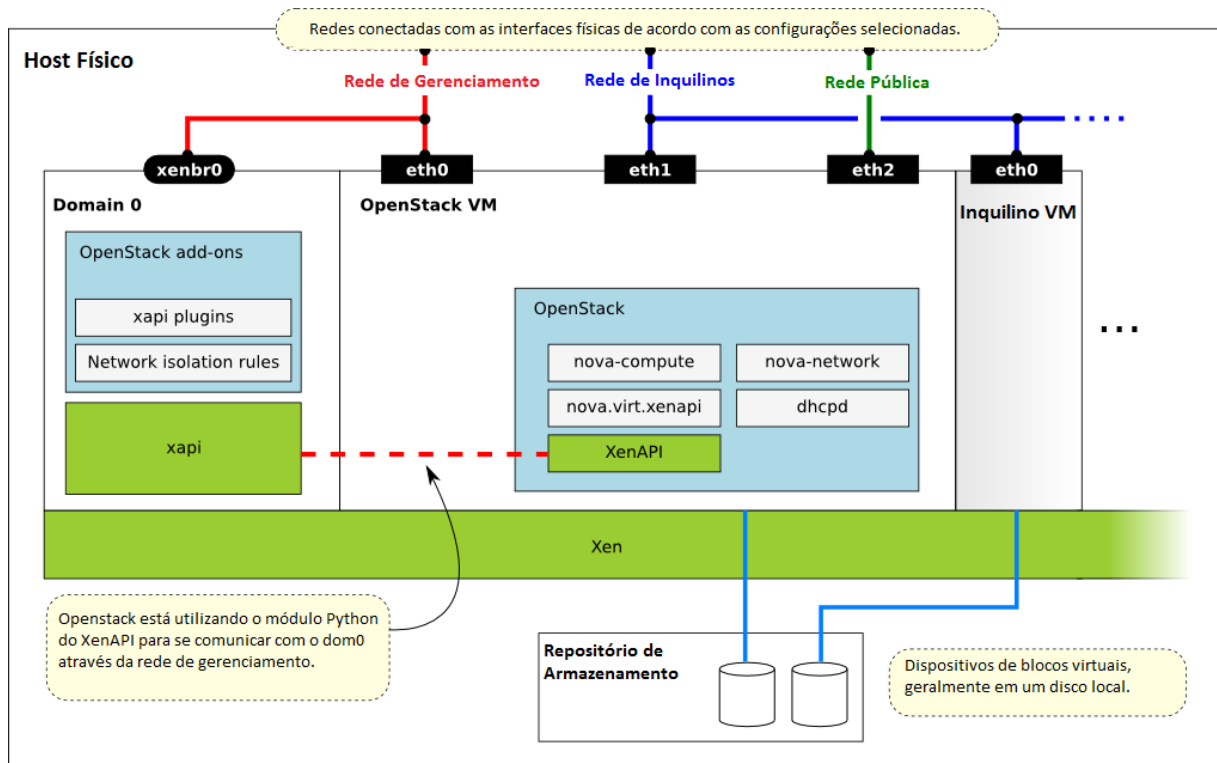 Redes conectadas com as interfaces físicas de acordo com as configurações selecionadas.
Host Físico
Rede de Gerenciamento
Rede de Inquilinos
Rede Pública
xenbr0
eth0
eth1
eth2
eth0
Domain 0
OpenStack VM
Inquilino VM
OpenStack add-ons
xapi plugins
Network isolation rules
xapi
OpenStack
nova-compute
nova-network
nova.virt.xenapi
dhcpd
XenAPI
...
Xen
Openstack está utilizando o módulo Python
do XenAPI para se comunicar com o dom0
através da rede de gerenciamento.
Repositório de
Armazenamento
Dispositivos de blocos virtuais,
geralmente em um disco local.